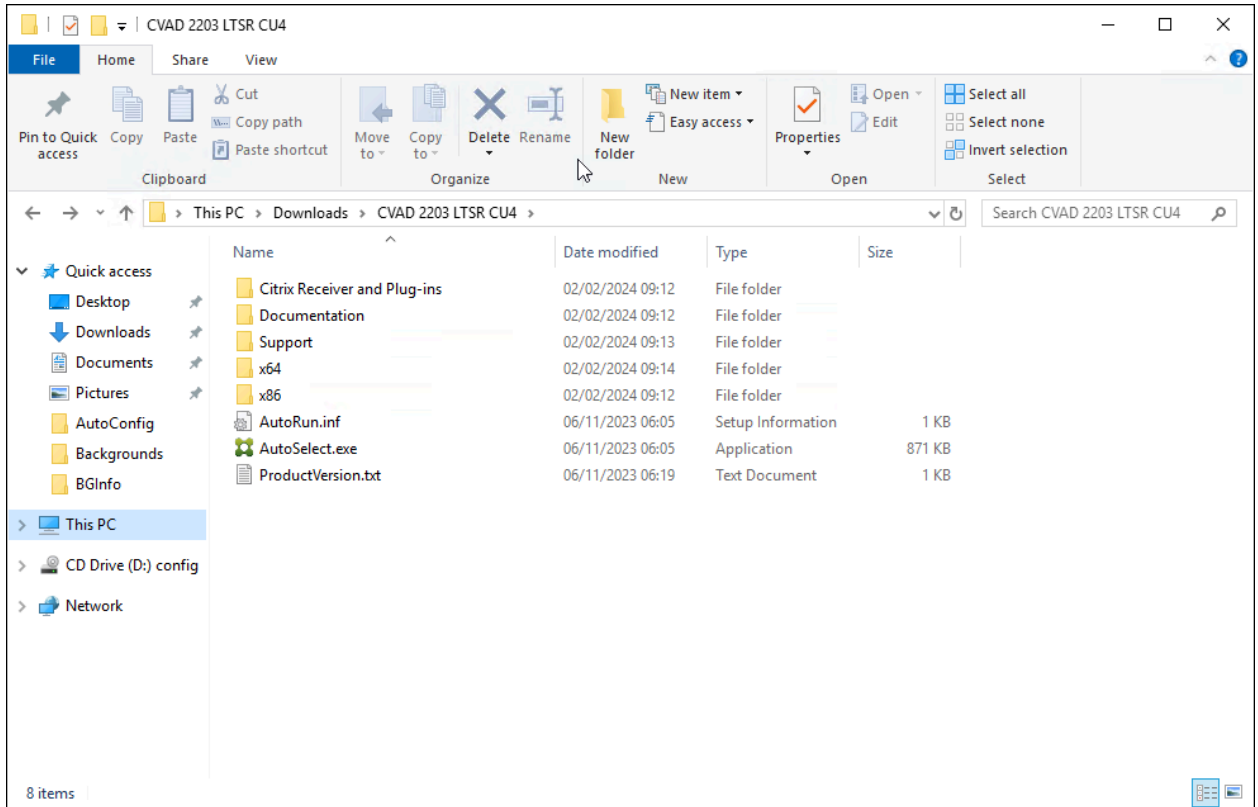 CVAD 2203 LTSR CU4
File Home Share View
Pin to Quick access
Copy
Paste
Cut
Copy path
Paste shortcut
Clipboard
Move to
Copy to
Delete
Rename
Organize
New folder
New item
Easy access
New
Properties
Open
Edit
Open
Select all
Select none
Invert selection
Select
This PC > Downloads > CVAD 2203 LTSR CU4 >
Search CVAD 2203 LTSR CU4
Quick access
Desktop
Downloads
Documents
Pictures
AutoConfig
Backgrounds
BGInfo
This PC
CD Drive (D:) config
Network
Name Date modified Type Size
Citrix Receiver and Plug-ins 02/02/2024 09:12 File folder
Documentation 02/02/2024 09:12 File folder
Support 02/02/2024 09:13 File folder
x64 02/02/2024 09:14 File folder
x86 02/02/2024 09:12 File folder
AutoRun.inf 06/11/2023 06:05 Setup Information 1 KB
AutoSelect.exe 06/11/2023 06:05 Application 871 KB
ProductVersion.txt 06/11/2023 06:19 Text Document 1 KB
8 items